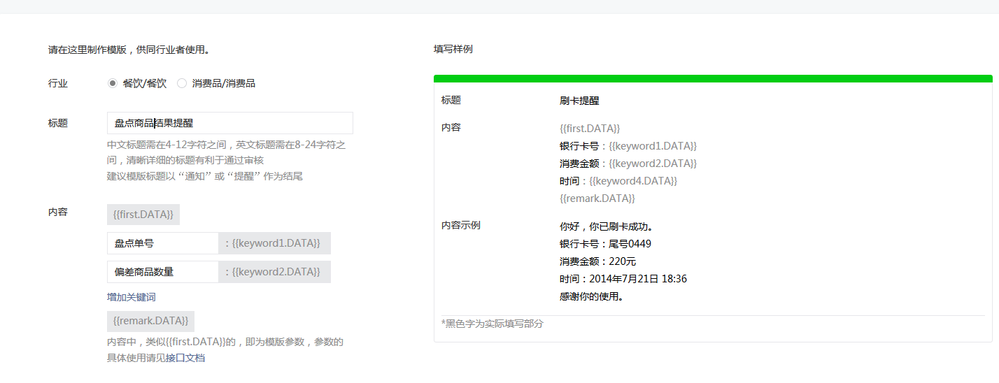 请在这里制作模版，供同行业者使用。
行业
餐饮/餐饮
消费品/消费品
标题
盘点商品结果提醒
中文标题需在4-12字符之间，英文标题需在8-24字符之
间，清晰详细的标题有利于通过审核
建议模版标题以“通知”或“提醒”作为结尾
内容
{{first.DATA}}
盘点单号
：{{keyword1.DATA}}
偏差商品数量
：{{keyword2.DATA}}
增加关键词
{{remark.DATA}}
内容中，类似{{first.DATA}}的，即为模版参数，参数的
具体使用请见接口文档
填写样例
标题
刷卡提醒
内容
{{first.DATA}}
银行卡号：{{keyword1.DATA}}
消费金额：{{keyword2.DATA}}
时间：{{keyword4.DATA}}
{{remark.DATA}}
内容示例
你好，你已刷卡成功。
银行卡号：尾号0449
消费金额：220元
时间：2014年7月21日 18:36
感谢你的使用。
*黑色字为实际填写部分